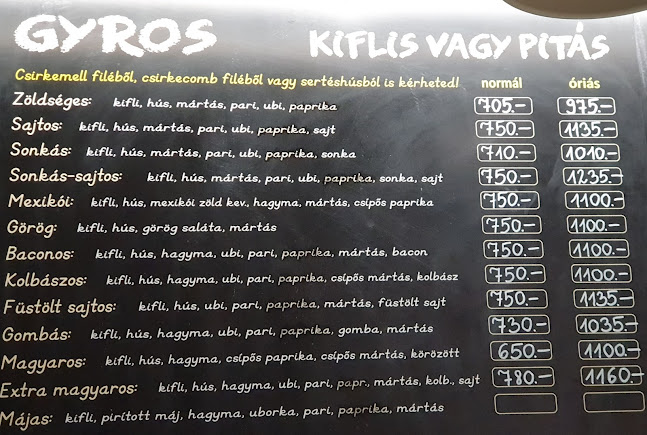 GYROS KIFLIS VAGY PITÁS
Csirkemell filéből, csirkecomb filéből vagy sertéshúsból is kérheted! normál óriás
Zöldséges: kifli, hús, mártás, pari, ubi, paprika 705.- 975.-
Sajtos: kifli, hús, mártás, pari, ubi, paprika, sajt 750.- 1135.-
Sonkás: kifli, hús, mártás, pari, ubi, paprika, sonka 710.- 1010.-
Sonkás-sajtos: kifli, hús, mártás, pari, ubi, paprika, sonka, sajt 750.- 1235.-
Mexikói: kifli, hús, mexikói zöld kev., hagyma, mártás, csípős paprika 750.- 1100.-
Görög: kifli, hús, görög saláta, mártás 750.- 1100.-
Baconos: kifli, hús, hagyma, ubi, pari, paprika, mártás, bacon 750.- 1100.-
Kolbászos: kifli, hús, hagyma, ubi, pari, paprika, csípős mártás, kolbász 750.- 1100.-
Füstölt sajtos: kifli, hús, ubi, pari, hagyma, paprika, mártás, füstölt sajt 750.- 1135.-
Gombás: kifli, hús, hagyma, ubi, pari, paprika, gomba, mártás 730.- 1035.-
Magyaros: kifli, hús, hagyma, csípős paprika, csípős mártás, körözött 650.- 1100.-
Extra magyaros: kifli, hús, hagyma, ubi, pari, papr., mártás, kolb., sajt 780.- 1160.-
Májas: kifli, pirított máj, hagyma, uborka, pari, paprika, mártás